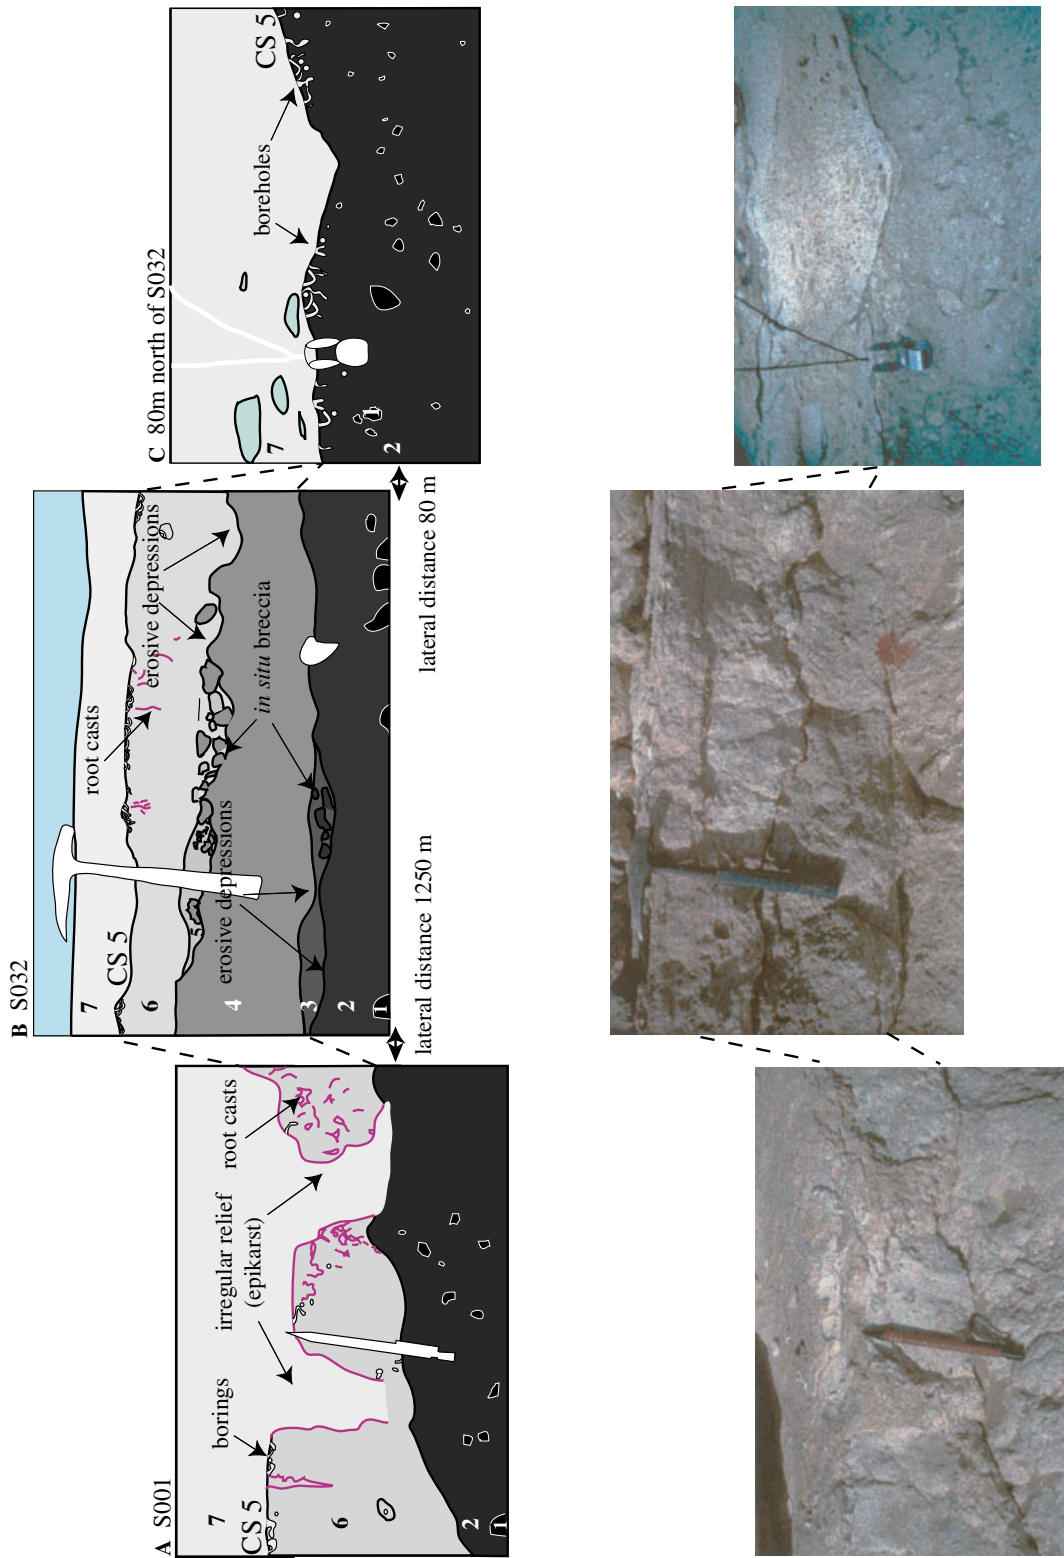 A S001
7
CS 5
6
2
1
borings
irregular relief
(epikarst)
root casts
lateral distance 1250 m
B S032
7
CS 5
6
4
3
2
1
root casts
erosive depressions
erosive depressions
in situ breccia
lateral distance 80 m
C 80m north of S032
7
1
2
boreholes
CS 5